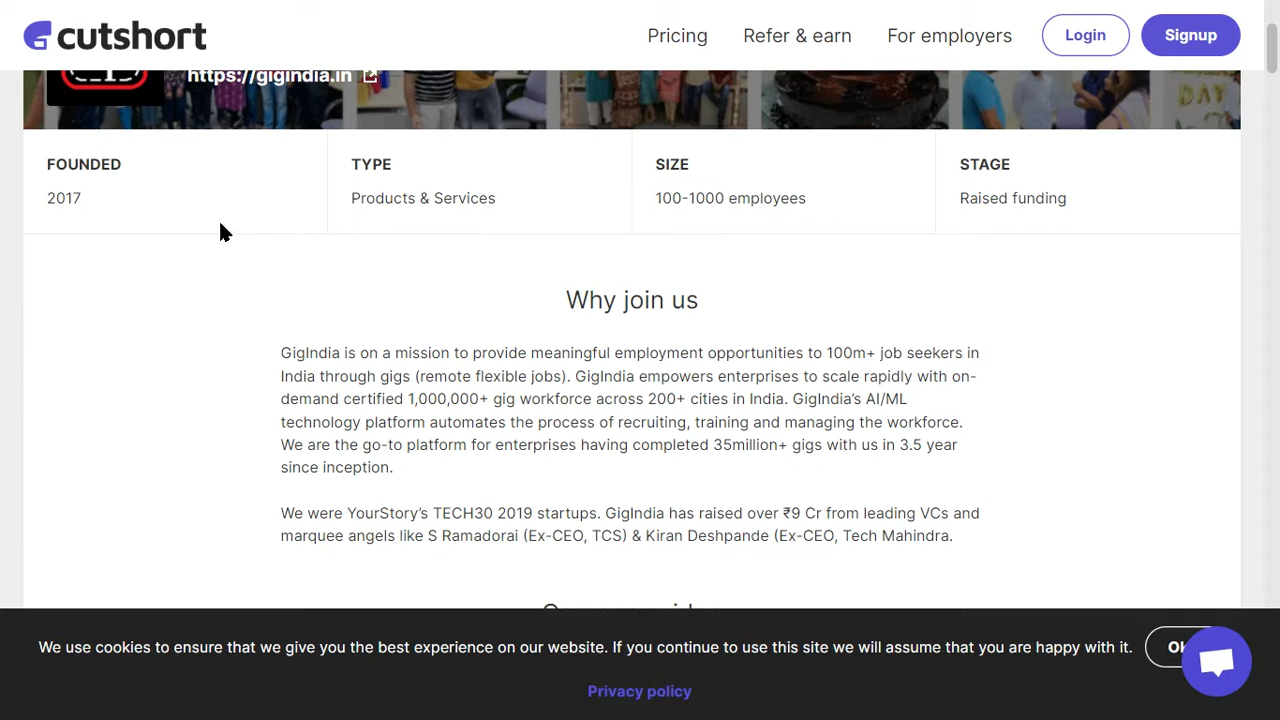 cutshort
Pricing
Refer & earn
For employers
Login
Signup
https://gigindia.in
DAY
FOUNDED
2017
TYPE
Products & Services
SIZE
100-1000 employees
STAGE
Raised funding
Why join us
GigIndia is on a mission to provide meaningful employment opportunities to 100m+ job seekers in
India through gigs (remote flexible jobs). GigIndia empowers enterprises to scale rapidly with on-
demand certified 1,000,000+ gig workforce across 200+ cities in India. GigIndia’s AI/ML
technology platform automates the process of recruiting, training and managing the workforce.
We are the go-to platform for enterprises having completed 35million+ gigs with us in 3.5 year
since inception.
We were YourStory’s TECH30 2019 startups. GigIndia has raised over ₹9 Cr from leading VCs and
marquee angels like S Ramadorai (Ex-CEO, TCS) & Kiran Deshpande (Ex-CEO, Tech Mahindra.
We use cookies to ensure that we give you the best experience on our website. If you continue to use this site we will assume that you are happy with it.
Privacy policy